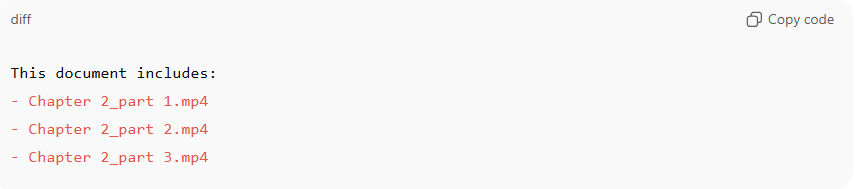 diff
Copy code
This document includes:
- Chapter 2_part 1.mp4
- Chapter 2_part 2.mp4
- Chapter 2_part 3.mp4